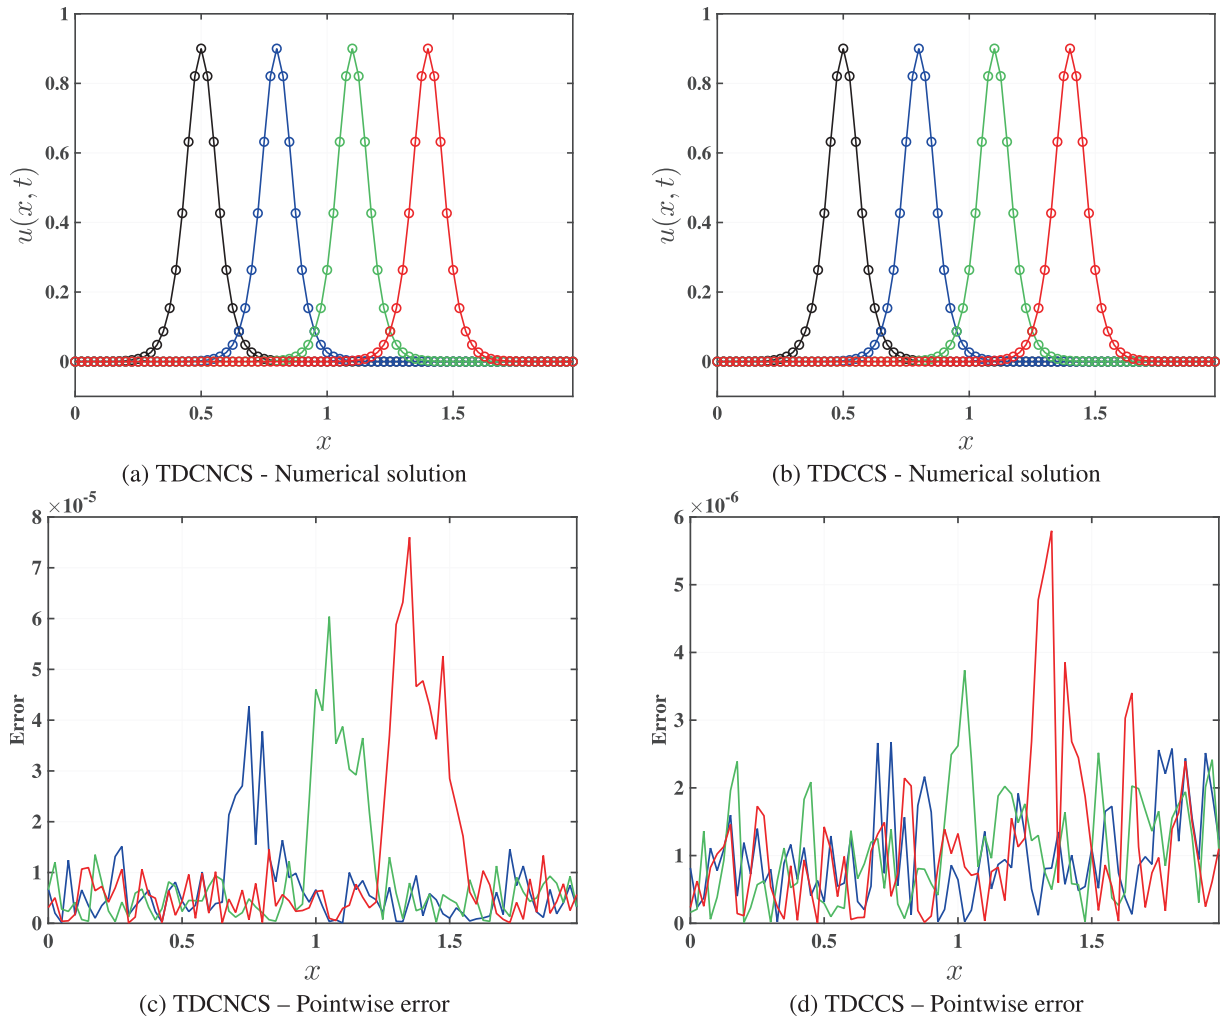 1
0.8
0.6
0.4
0.2
0
u(x, t)
0 0.5 1 1.5
x
(a) TDCNCS - Numerical solution
1
0.8
0.6
0.4
0.2
0
u(x, t)
0 0.5 1 1.5
x
(b) TDCCS - Numerical solution
×10-5
8
7
6
5
4
3
2
1
0
Error
0 0.5 1 1.5
x
(c) TDCNCS – Pointwise error
×10-6
6
5
4
3
2
1
0
Error
0 0.5 1 1.5
x
(d) TDCCS – Pointwise error